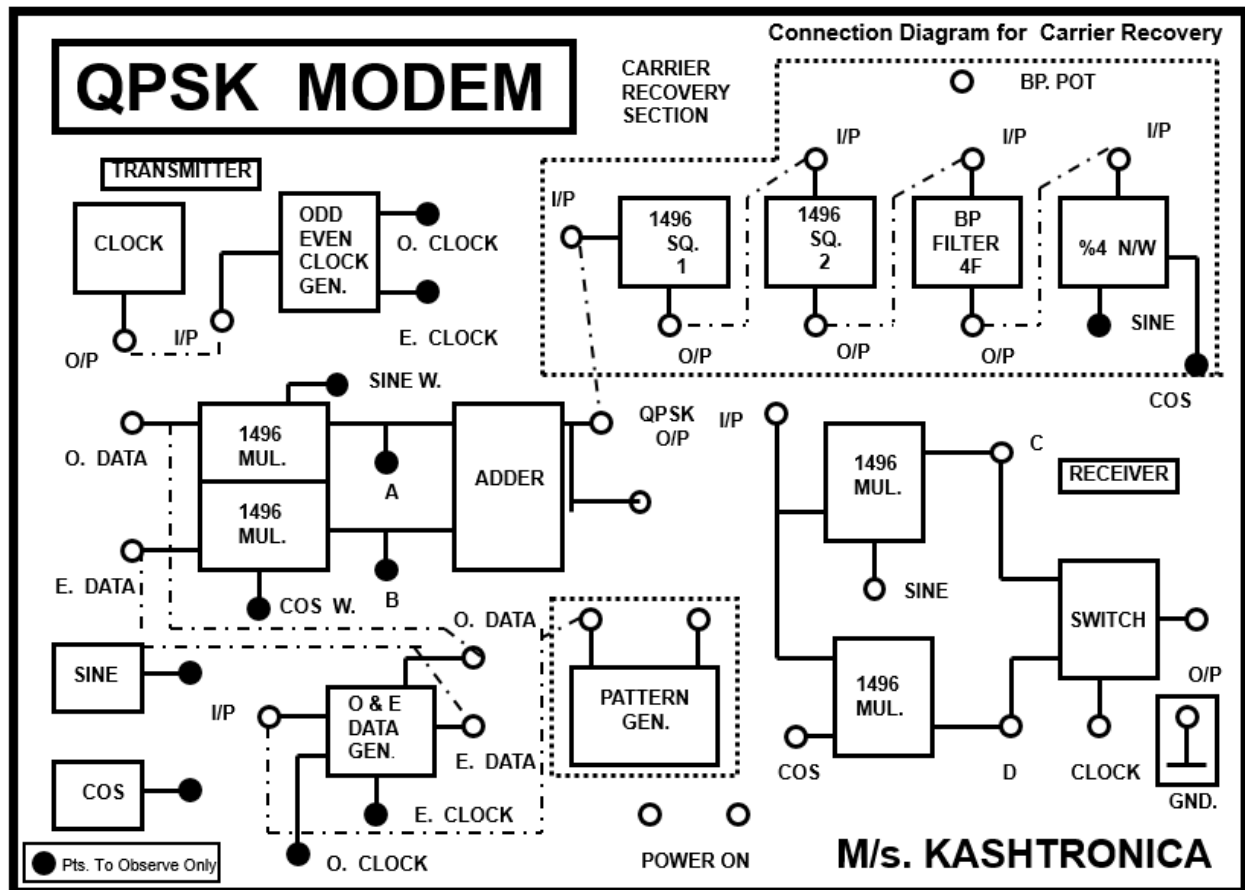 Connection Diagram for Carrier Recovery
QPSK MODEM
CARRIER
RECOVERY
SECTION
BP. POT
TRANSMITTER
I/P
I/P
I/P
I/P
CLOCK
ODD
EVEN
CLOCK
GEN.
O. CLOCK
E. CLOCK
1496
SQ.
1
1496
SQ.
2
BP
FILTER
4F
%4 N/W
O/P
I/P
O/P
O/P
O/P
SINE
COS
SINE W.
O. DATA
1496
MUL.
A
ADDER
QPSK
O/P
I/P
1496
MUL.
C
RECEIVER
E. DATA
1496
MUL.
COS W.
B
SINE
O. DATA
SWITCH
SINE
I/P
O & E
DATA
GEN.
E. DATA
PATTERN
GEN.
1496
MUL.
O/P
COS
E. CLOCK
COS
D
CLOCK
GND.
Pts. To Observe Only
O. CLOCK
POWER ON
M/s. KASHTRONICA